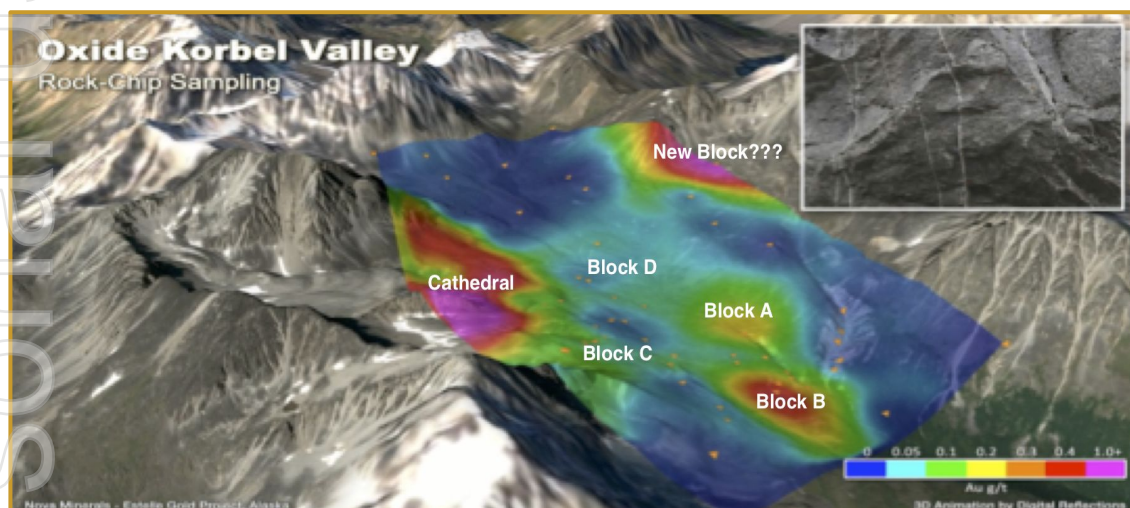 Oxide Korbel Valley
Rock-Chip Sampling
New Block???
Block D
Cathedral
Block A
Block C
Block B
0 0.05 0.1 0.2 0.3 0.4 1.0+
Au g/t
Nova Minerals - Estelle Gold Project, Alaska
3D Animation by Digital Reflections